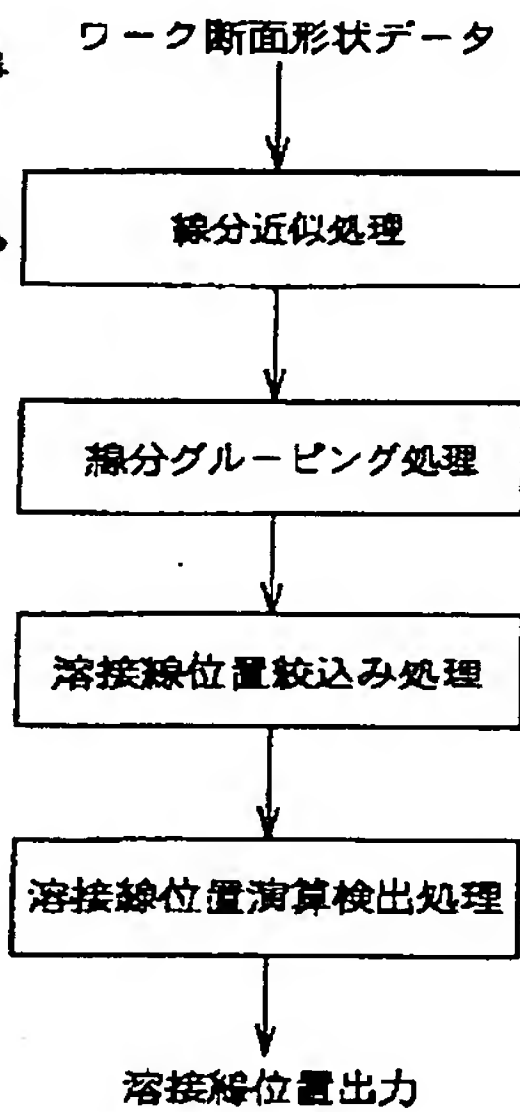 ワーク断面形状データ
線分近似処理
線分グルーピング処理
溶接線位置絞込み処理
溶接線位置演算検出処理
溶接線位置出力